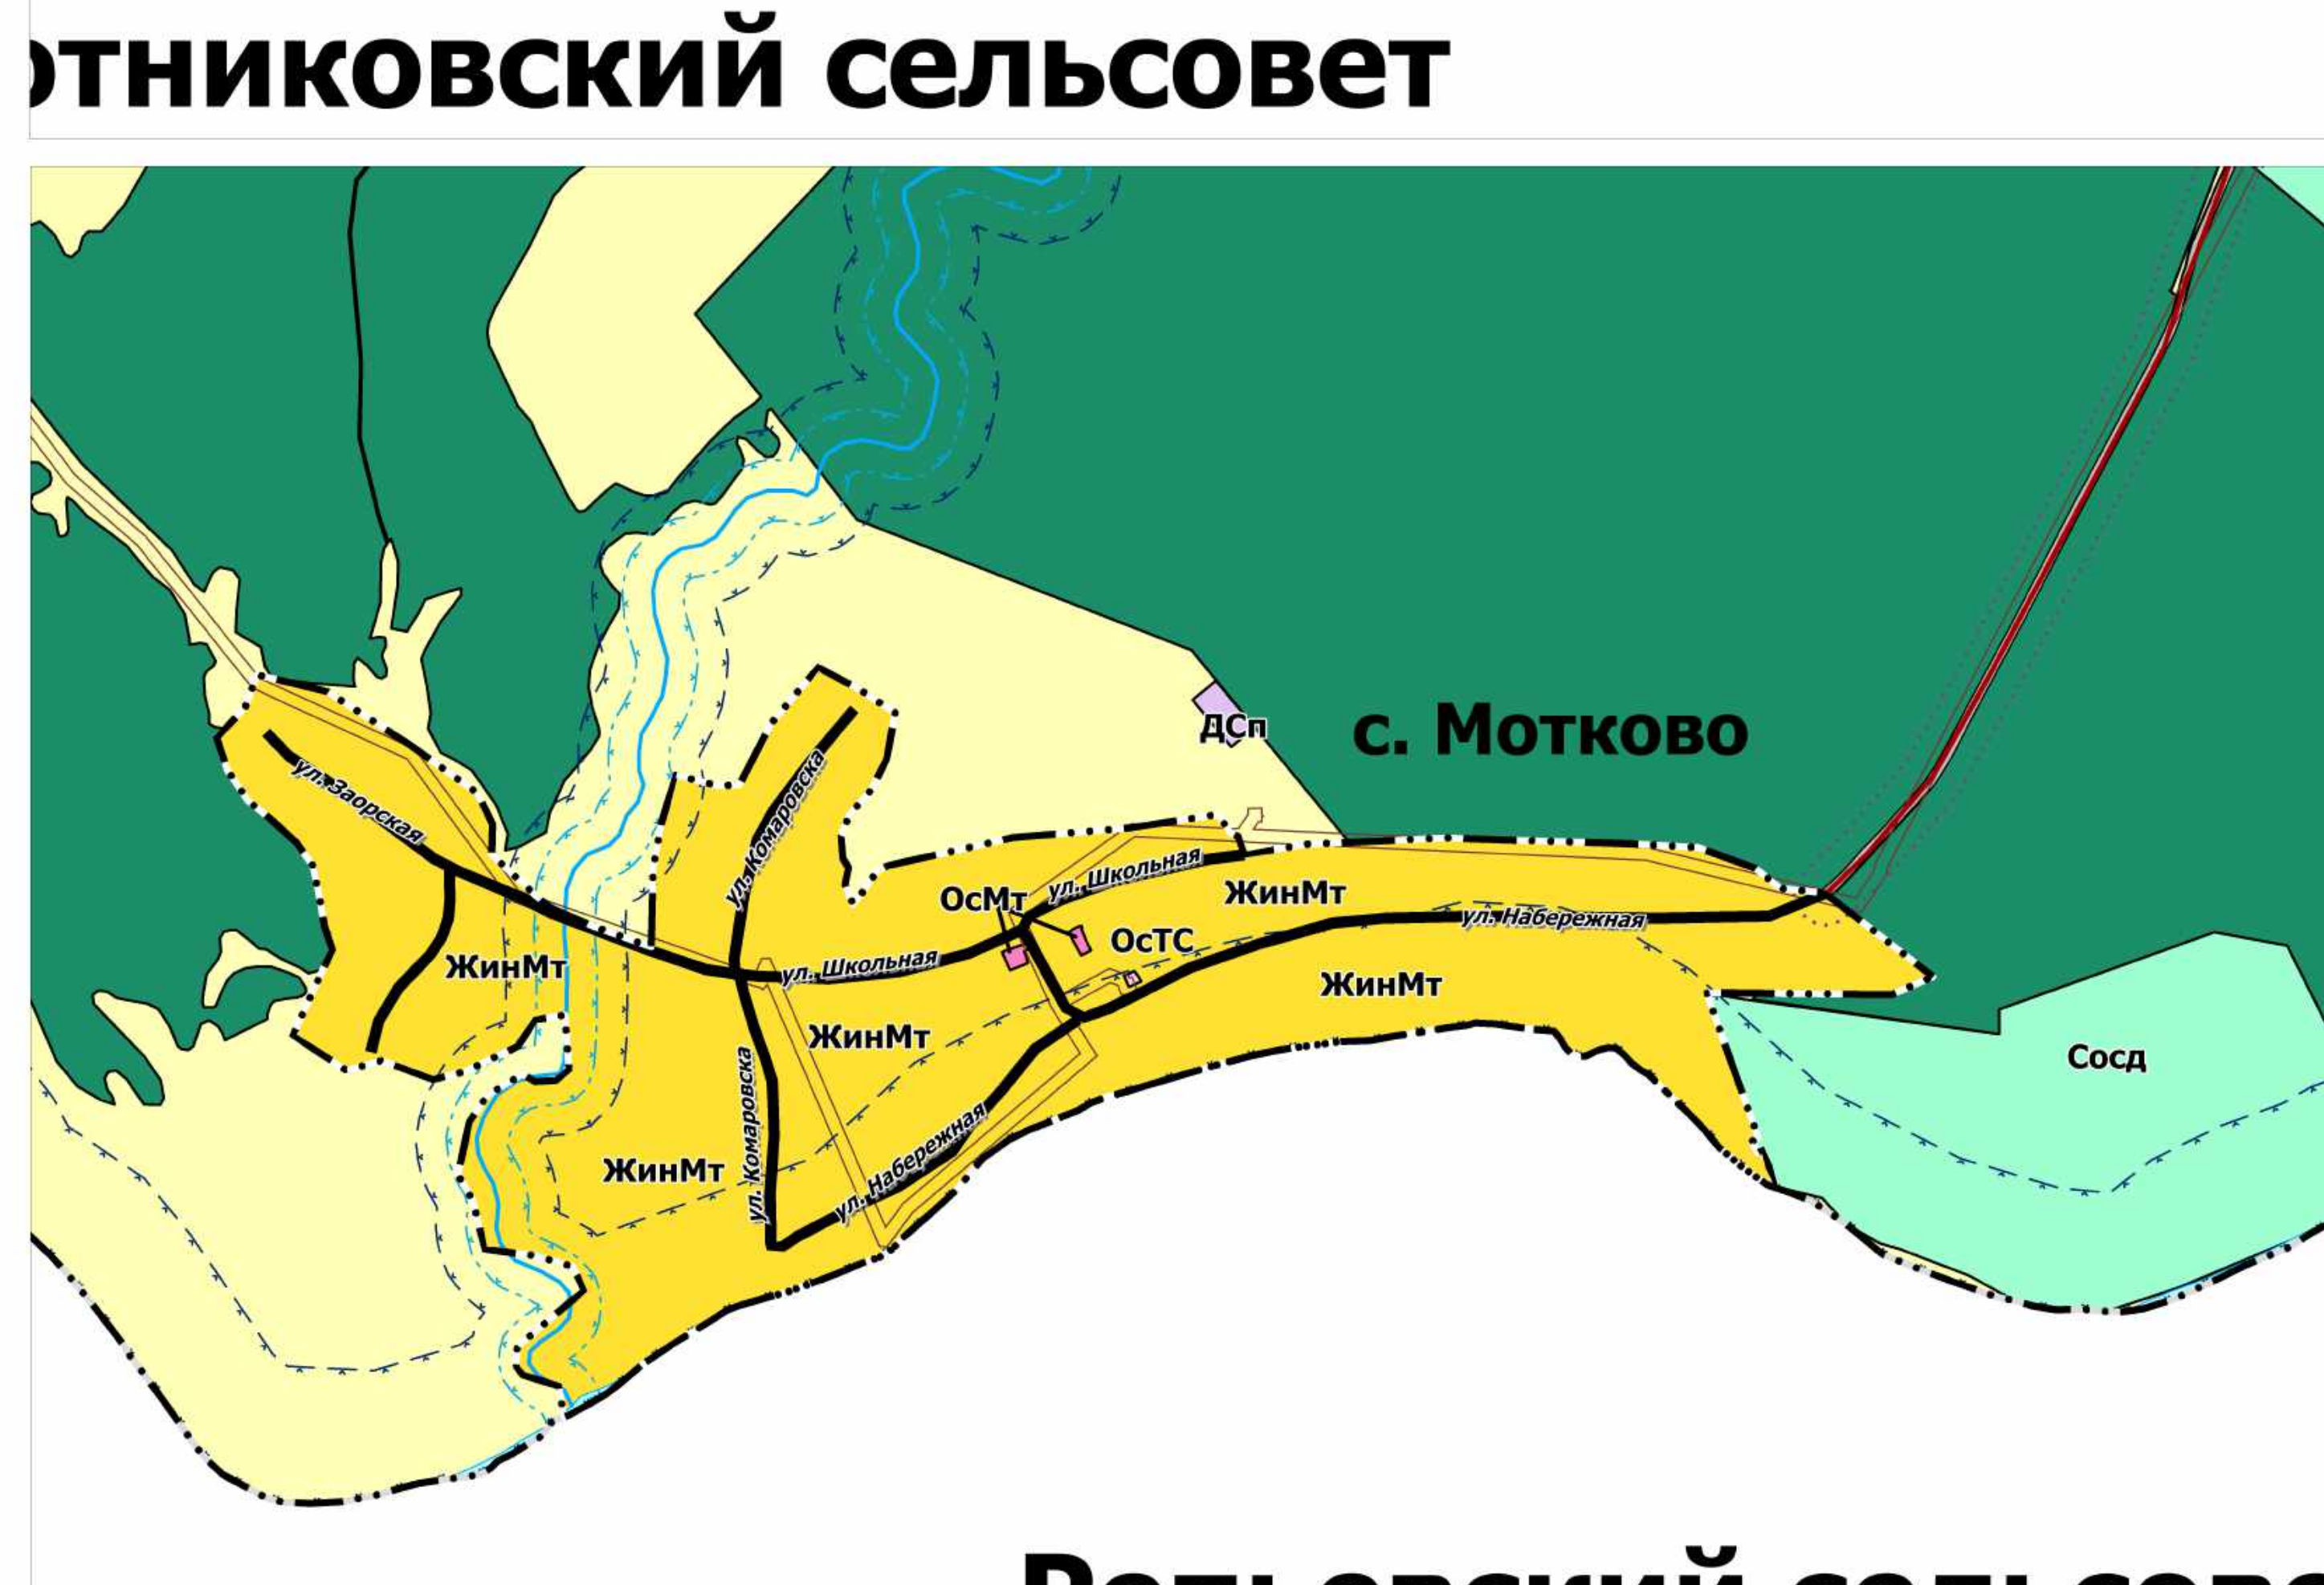 отниковский сельсовет
с. Мотково
ДСп
ул. Заорская
ул. Комаровска
ОсМт
ул. Школьная
ЖинМт
ул. Набережная
ОсТС
ЖинМт
ул. Школьная
ЖинМт
ЖинМт
Сосд
ЖинМт
ул. Комаровска
ул. Набережная